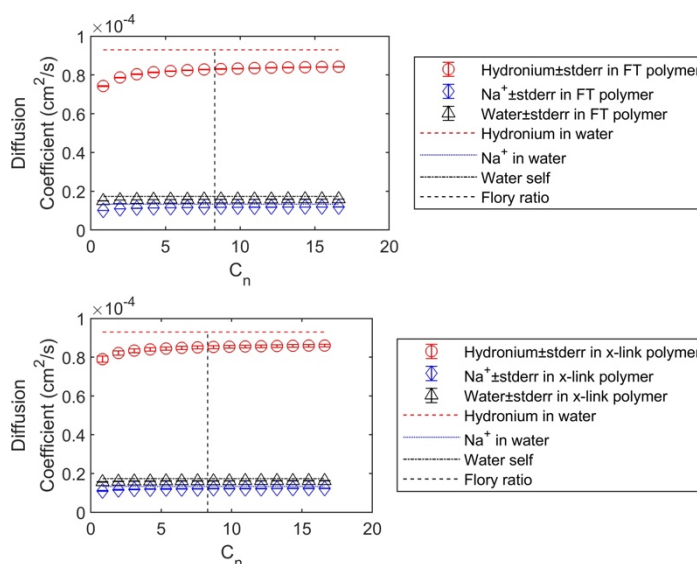 ×10⁻⁴
1
0.8
0.6
0.4
0.2
0
0 5 10 15 20
Cₙ
Diffusion
Coefficient (cm²/s)
Hydronium±stderr in FT polymer
Na⁺±stderr in FT polymer
Water±stderr in FT polymer
Hydronium in water
Na⁺ in water
Water self
Flory ratio
×10⁻⁴
1
0.8
0.6
0.4
0.2
0
0 5 10 15 20
Cₙ
Diffusion
Coefficient (cm²/s)
Hydronium±stderr in x-link polymer
Na⁺±stderr in x-link polymer
Water±stderr in x-link polymer
Hydronium in water
Na⁺ in water
Water self
Flory ratio